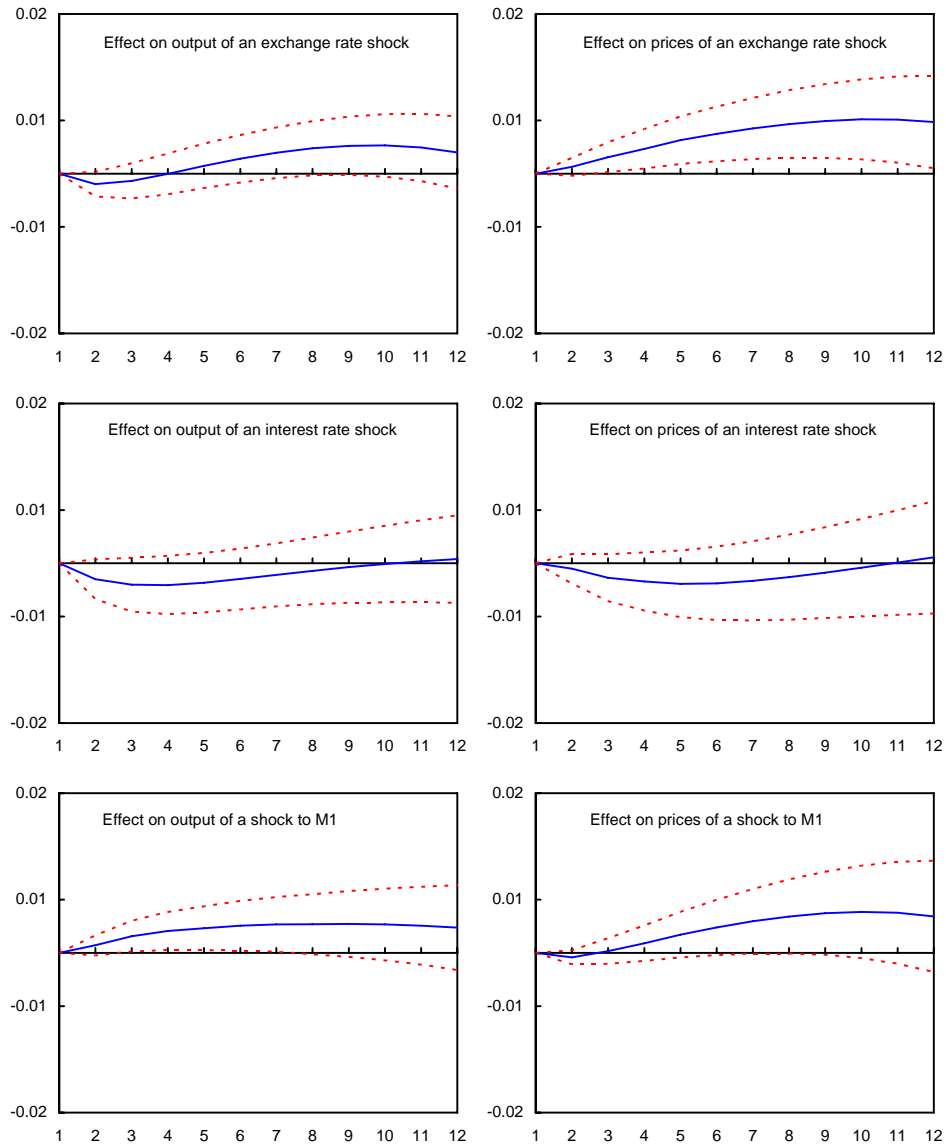 0.02 0.02
Effect on output of an exchange rate shock Effect on prices of an exchange rate shock
0.01 0.01
-0.01 -0.01
-0.02 -0.02
1 2 3 4 5 6 7 8 9 10 11 12 1 2 3 4 5 6 7 8 9 10 11 12
0.02 0.02
Effect on output of an interest rate shock Effect on prices of an interest rate shock
0.01 0.01
-0.01 -0.01
-0.02 -0.02
1 2 3 4 5 6 7 8 9 10 11 12 1 2 3 4 5 6 7 8 9 10 11 12
0.02 0.02
Effect on output of a shock to M1 Effect on prices of a shock to M1
0.01 0.01
-0.01 -0.01
-0.02 -0.02
1 2 3 4 5 6 7 8 9 10 11 12 1 2 3 4 5 6 7 8 9 10 11 12